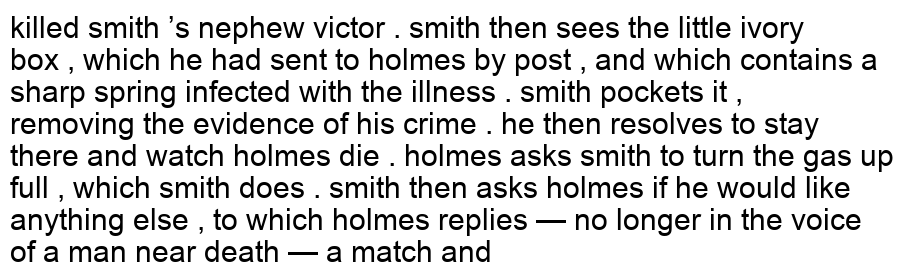 killed smith ’s nephew victor . smith then sees the little ivory
box , which he had sent to holmes by post , and which contains a
sharp spring infected with the illness . smith pockets it ,
removing the evidence of his crime . he then resolves to stay
there and watch holmes die . holmes asks smith to turn the gas up
full , which smith does . smith then asks holmes if he would like
anything else , to which holmes replies — no longer in the voice
of a man near death — a match and